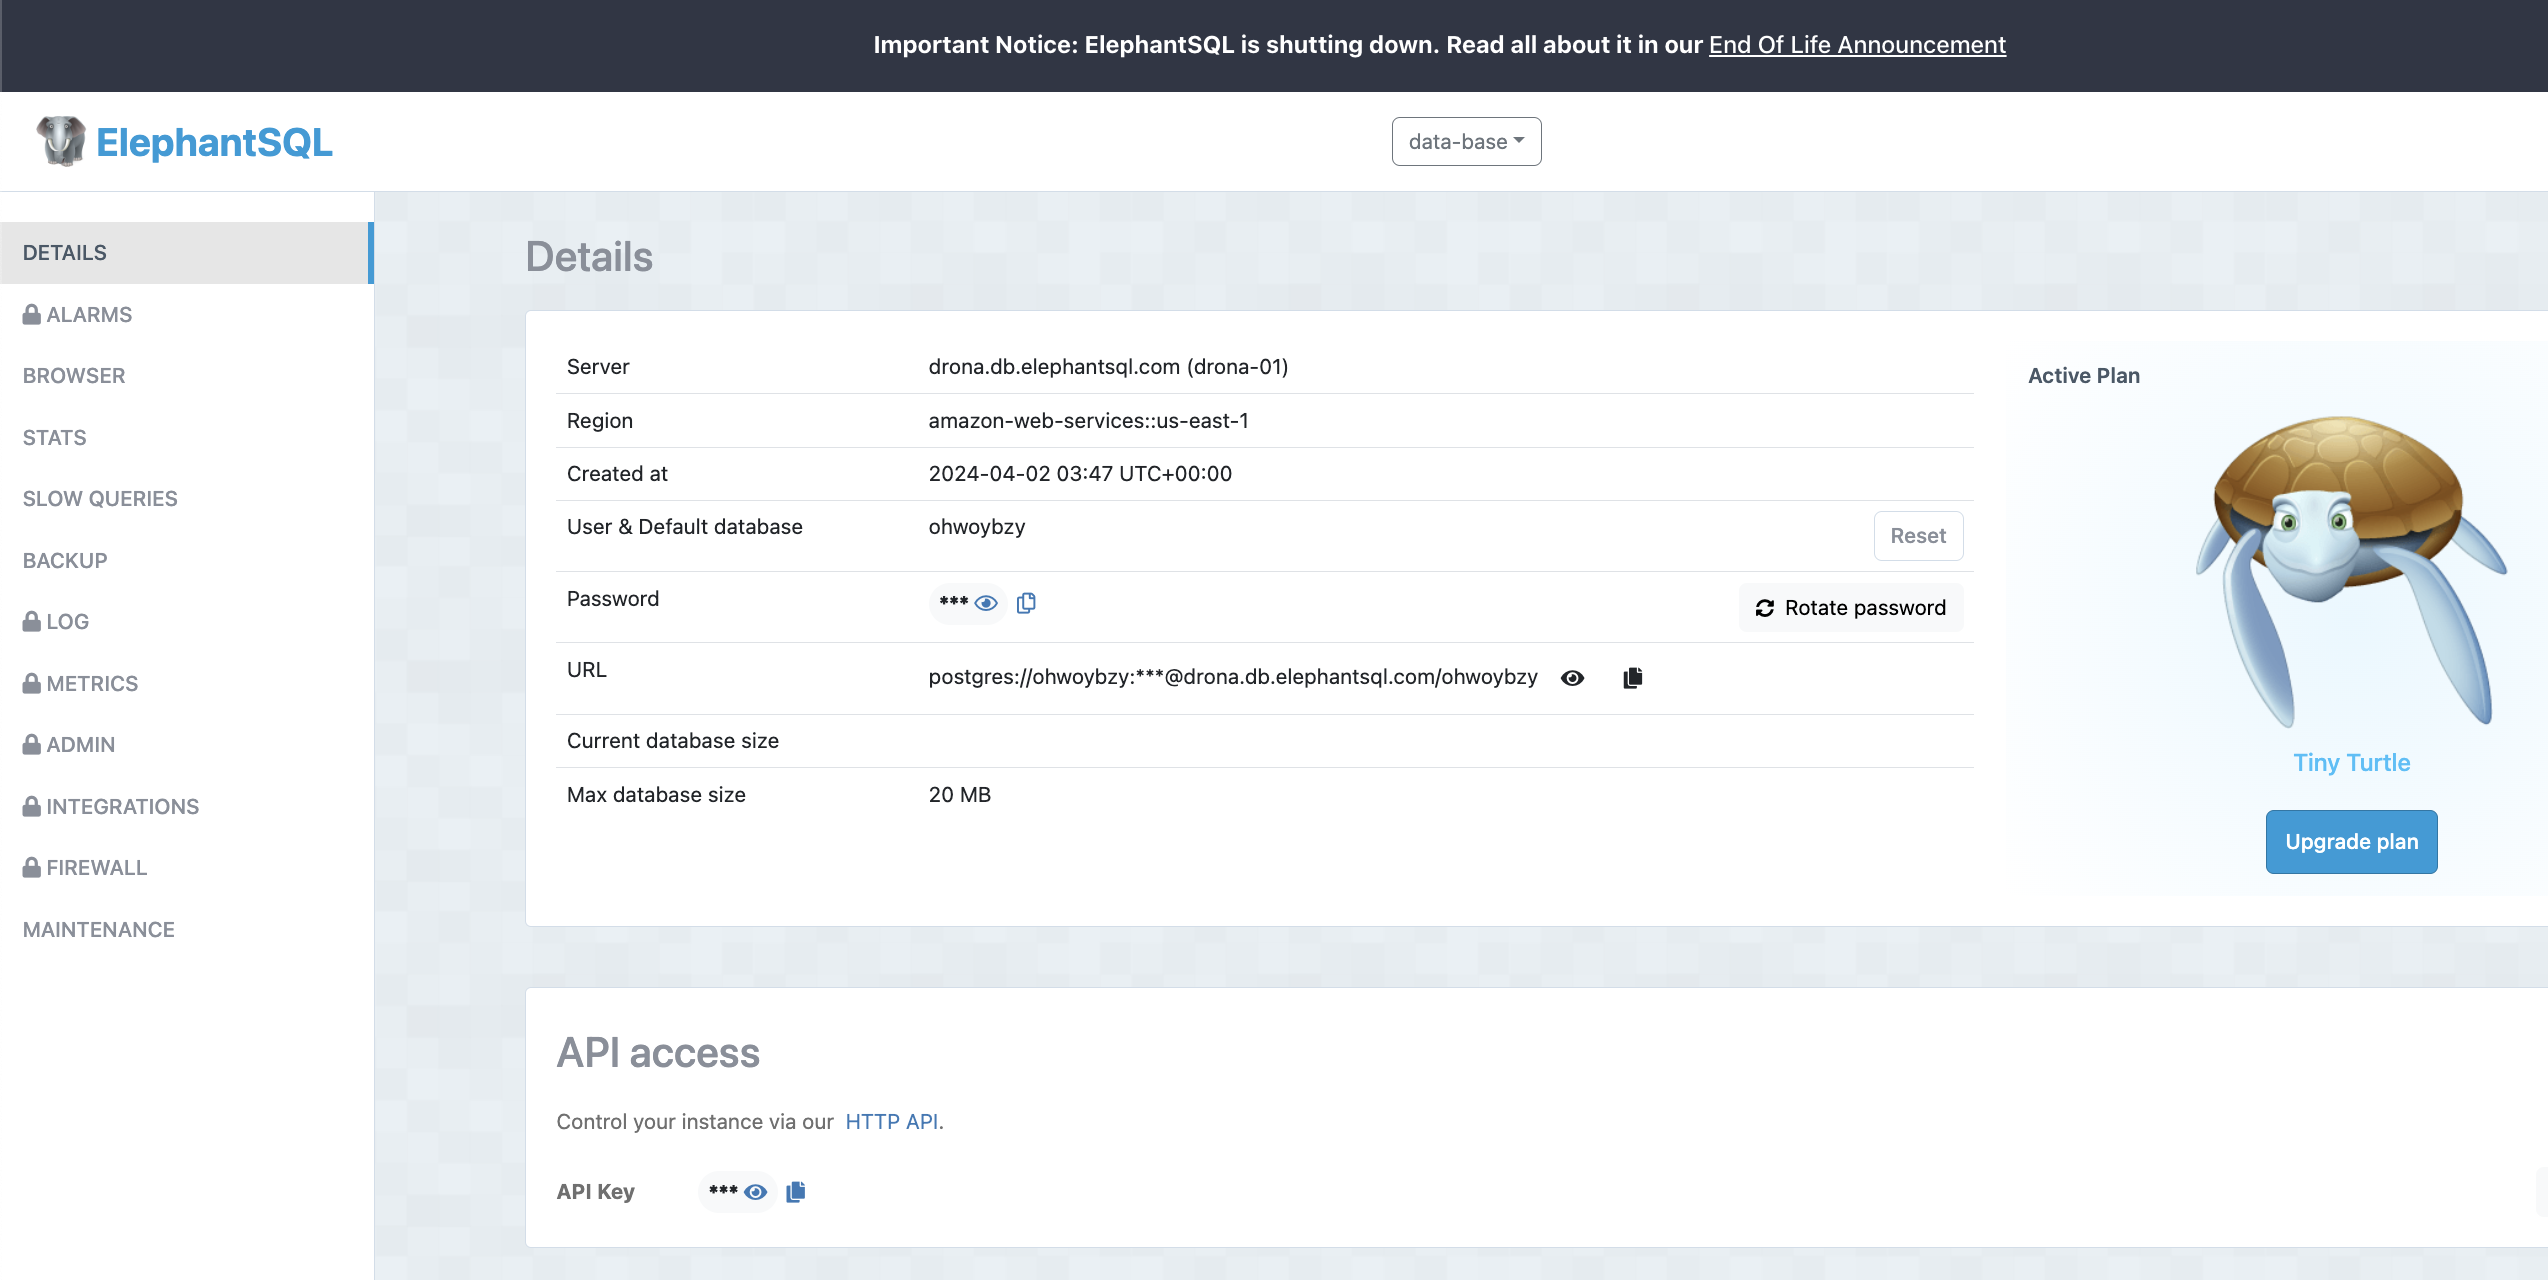 Important Notice: ElephantSQL is shutting down. Read all about it in our End Of Life Announcement
ElephantSQL
data-base
DETAILS
ALARMS
BROWSER
STATS
SLOW QUERIES
BACKUP
LOG
METRICS
ADMIN
INTEGRATIONS
FIREWALL
MAINTENANCE
Details
Server drona.db.elephantsql.com (drona-01)
Region amazon-web-services::us-east-1
Created at 2024-04-02 03:47 UTC+00:00
User & Default database ohwoybzy Reset
Password *** Rotate password
URL postgres://ohwoybzy:***@drona.db.elephantsql.com/ohwoybzy
Current database size
Max database size 20 MB
Active Plan
Tiny Turtle
Upgrade plan
API access
Control your instance via our HTTP API.
API Key ***